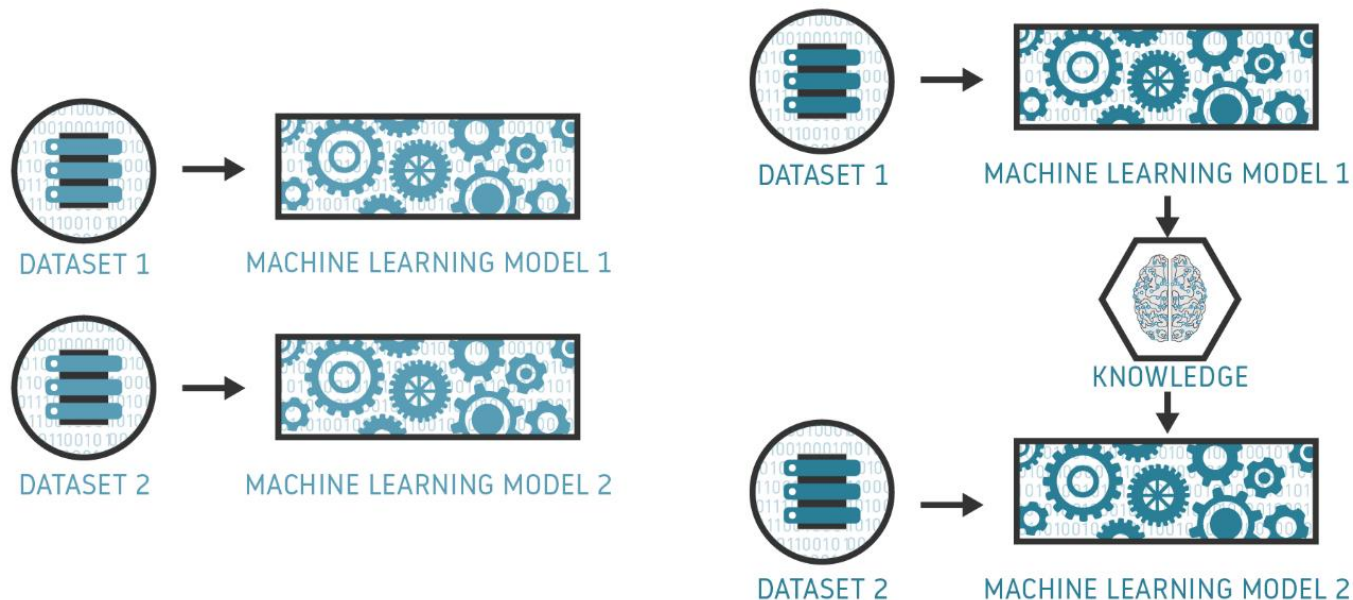 DATASET 1
MACHINE LEARNING MODEL 1
DATASET 2
MACHINE LEARNING MODEL 2
DATASET 1
MACHINE LEARNING MODEL 1
KNOWLEDGE
DATASET 2
MACHINE LEARNING MODEL 2